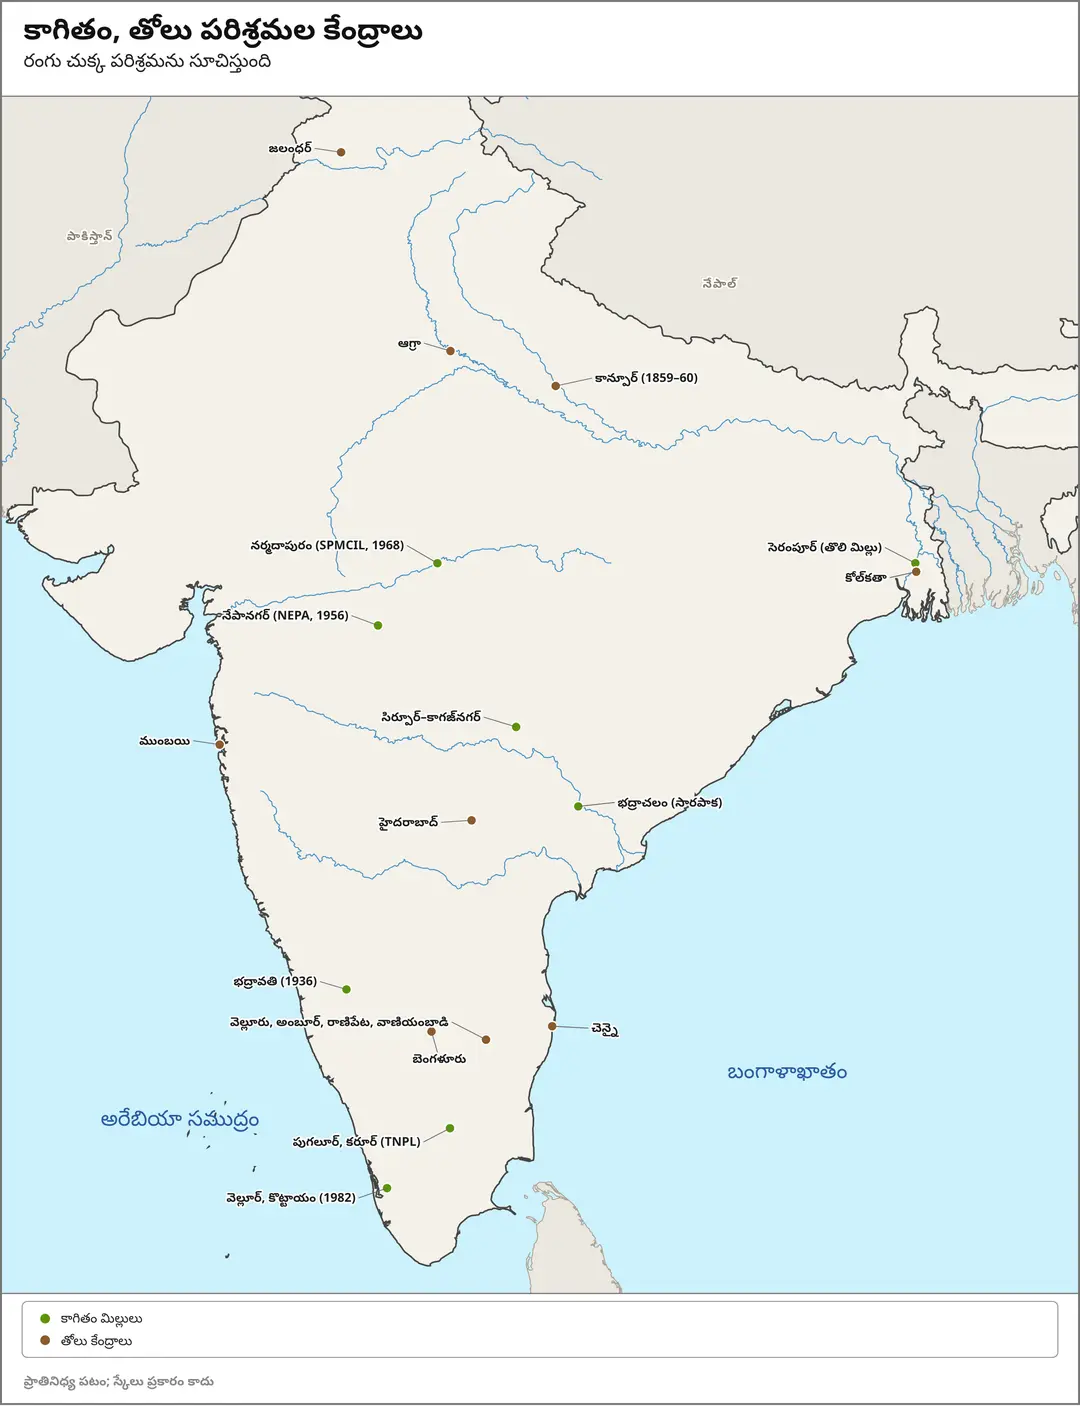 కాగితం, తోలు పరిశ్రమల కేంద్రాలు
రంగు చుక్క పరిశ్రమను సూచిస్తుంది
జలంధర్
పాకిస్తాన్
నేపాల్
ఆగ్రా
కాన్పూర్ (1859–60)
నర్మదాపురం (SPMCIL, 1968)
సెరంపూర్ (తొలి మిల్లు)
కోల్‌కతా
నేపానగర్ (NEPA, 1956)
సిర్పూర్–కాగజ్‌నగర్
ముంబయి
భద్రాచలం (సారపాక)
హైదరాబాద్
భద్రావతి (1936)
వెల్లూరు, అంబూర్, రాణిపేట, వాణియంబాడి
చెన్నై
బెంగళూరు
బంగాళాఖాతం
అరేబియా సముద్రం
పుగలూర్, కరూర్ (TNPL)
వెల్లూర్, కొట్టాయం (1982)
కాగితం మిల్లులు
తోలు కేంద్రాలు
ప్రాతినిధ్య పటం; స్కేలు ప్రకారం కాదు